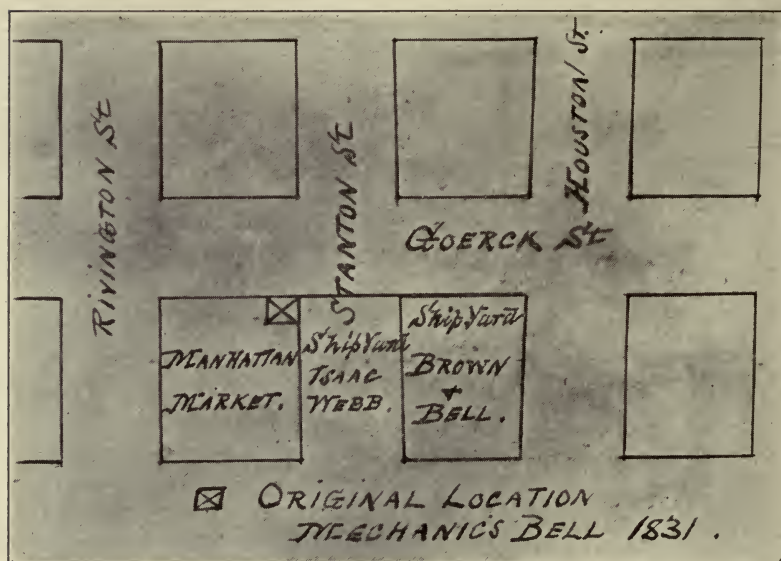 RIVINGTON St
STANTON St
HOUSTON St.
GOERCK St
MANHATTAN
MARKET.
Ship Yard
ISAAC
WEBB.
Ship Yard
BROWN
+
BELL.
ORIGINAL LOCATION
MECHANICS BELL 1831.